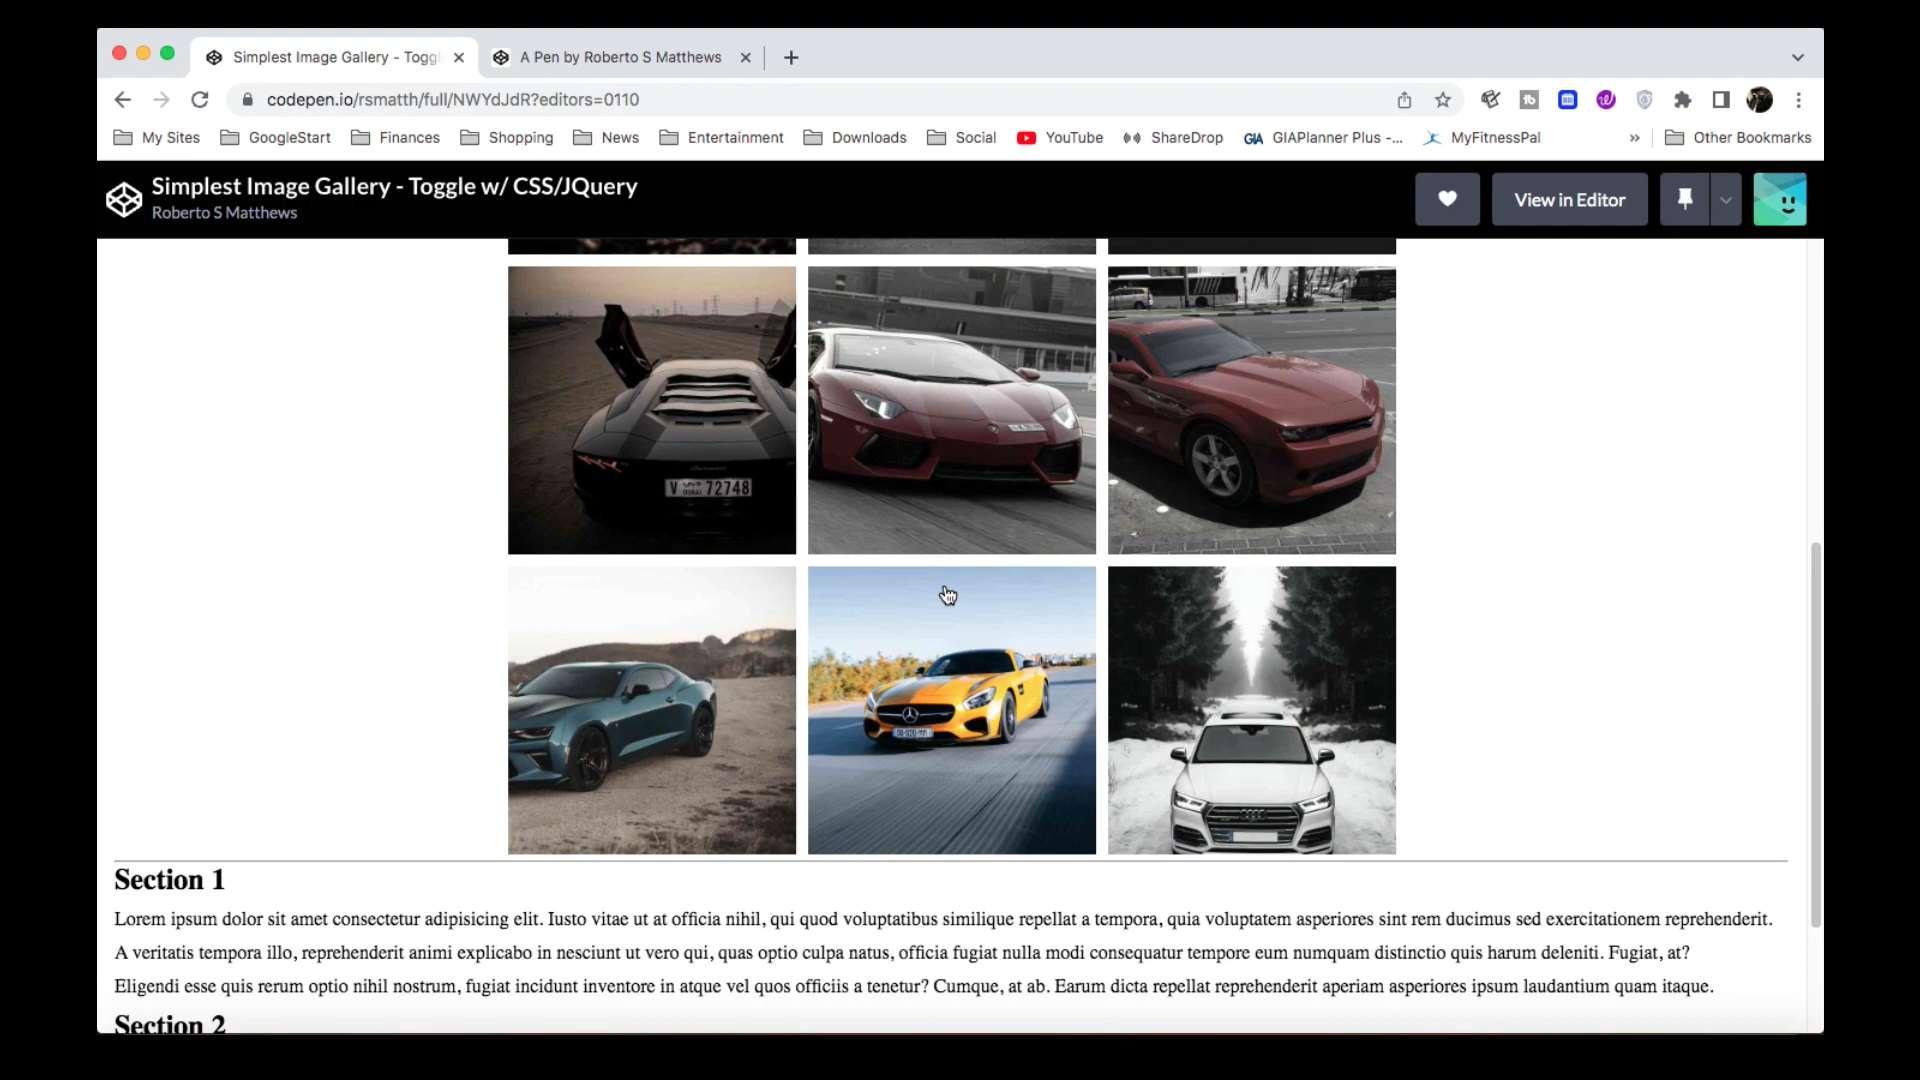 Simplest Image Gallery - Toggl
A Pen by Roberto S Matthews
codepen.io/rsmatth/full/NWYdJdR?editors=0110
My Sites
GoogleStart
Finances
Shopping
News
Entertainment
Downloads
Social
YouTube
ShareDrop
GIA
GIAPlanner Plus -...
MyFitnessPal
»
Other Bookmarks
Simplest Image Gallery - Toggle w/ CSS/JQuery
Roberto S Matthews
View in Editor
V 72748
Section 1
Lorem ipsum dolor sit amet consectetur adipisicing elit. Iusto vitae ut at officia nihil, qui quod voluptatibus similique repellat a tempora, quia voluptatem asperiores sint rem ducimus sed exercitationem reprehenderit.
A veritatis tempora illo, reprehenderit animi explicabo in nesciunt ut vero qui, quas optio culpa natus, officia fugiat nulla modi consequatur tempore eum numquam distinctio quis harum deleniti. Fugiat, at?
Eligendi esse quis rerum optio nihil nostrum, fugiat incidunt inventore in atque vel quos officiis a tenetur? Cumque, at ab. Earum dicta repellat reprehenderit aperiam asperiores ipsum laudantium quam itaque.
Section 2